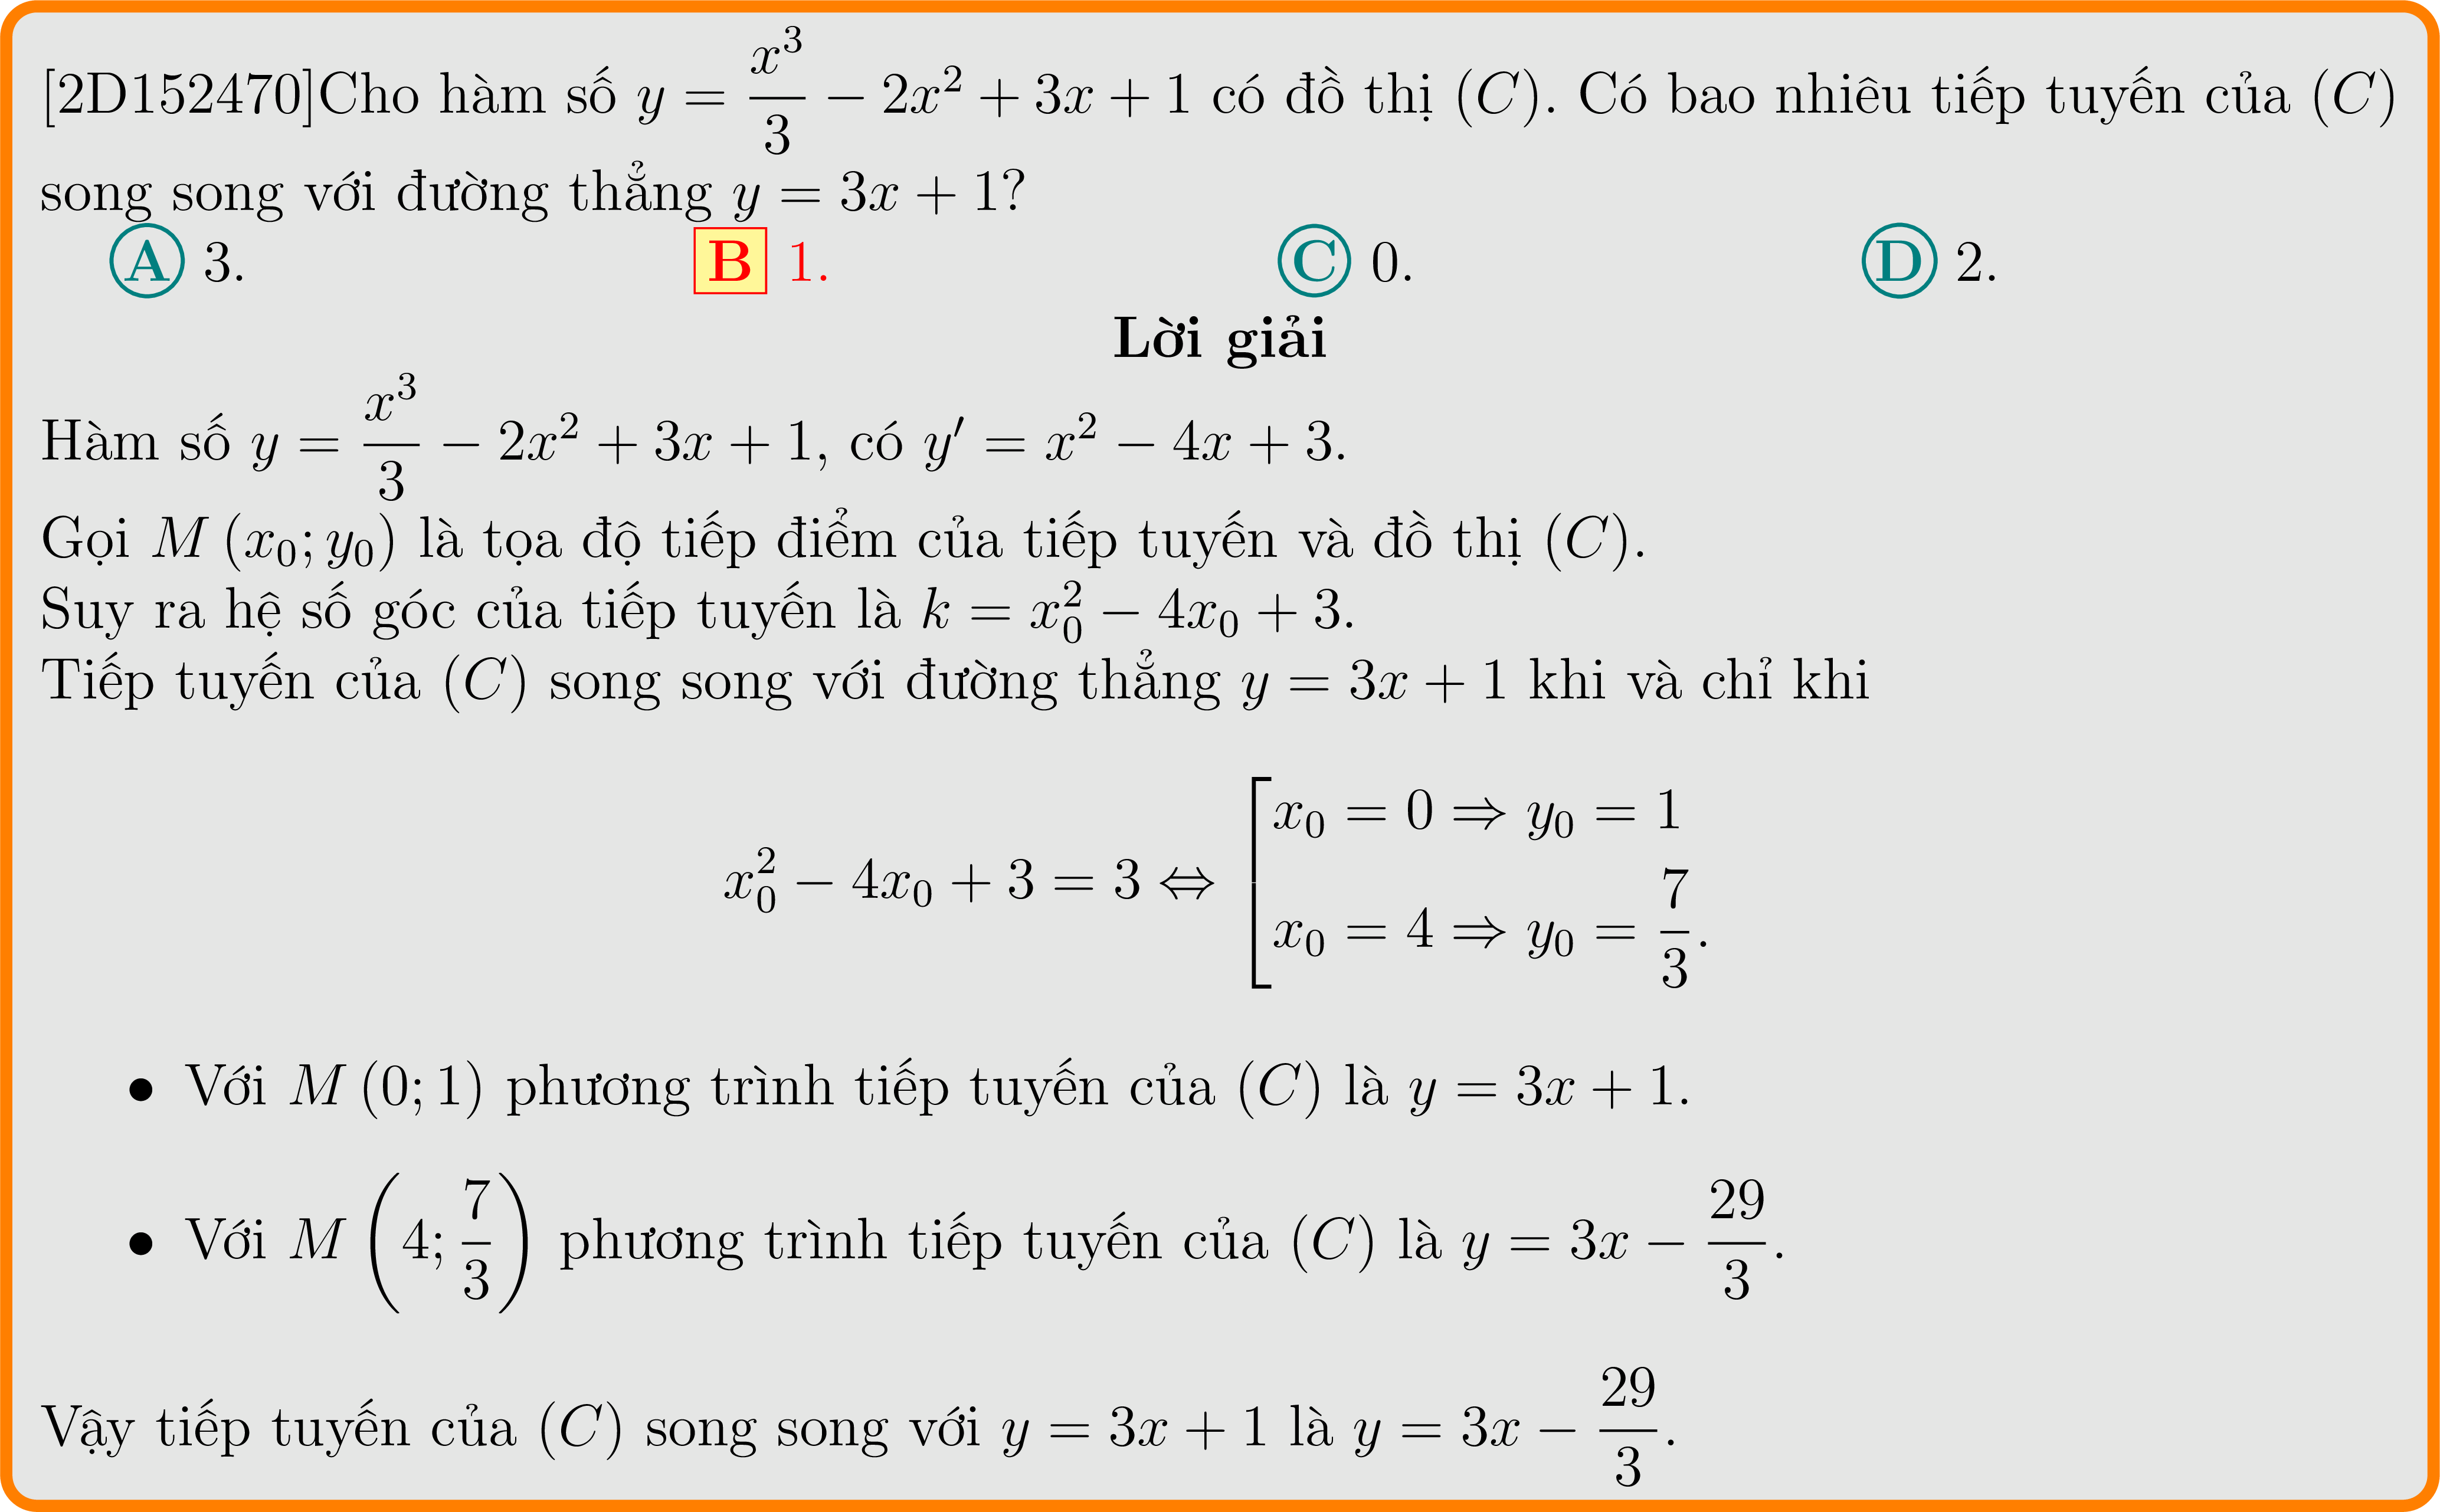 [2D152470]Cho hàm số $y = \dfrac{x^3}{3} - 2x^2 + 3x + 1$ có đồ thị $(C)$. Có bao nhiêu tiếp tuyến của $(C)$
song song với đường thẳng $y = 3x + 1$?
A 3. B 1. C 0. D 2.
Lời giải
Hàm số $y = \dfrac{x^3}{3} - 2x^2 + 3x + 1$, có $y' = x^2 - 4x + 3$.
Gọi $M(x_0; y_0)$ là tọa độ tiếp điểm của tiếp tuyến và đồ thị $(C)$.
Suy ra hệ số góc của tiếp tuyến là $k = x_0^2 - 4x_0 + 3$.
Tiếp tuyến của $(C)$ song song với đường thẳng $y = 3x + 1$ khi và chỉ khi
$x_0^2 - 4x_0 + 3 = 3 \Leftrightarrow \left[\begin{array}{l} x_0 = 0 \Rightarrow y_0 = 1 \\ x_0 = 4 \Rightarrow y_0 = \dfrac{7}{3}. \end{array}\right.$
• Với $M(0; 1)$ phương trình tiếp tuyến của $(C)$ là $y = 3x + 1$.
• Với $M\left(4; \dfrac{7}{3}\right)$ phương trình tiếp tuyến của $(C)$ là $y = 3x - \dfrac{29}{3}$.
Vậy tiếp tuyến của $(C)$ song song với $y = 3x + 1$ là $y = 3x - \dfrac{29}{3}$.